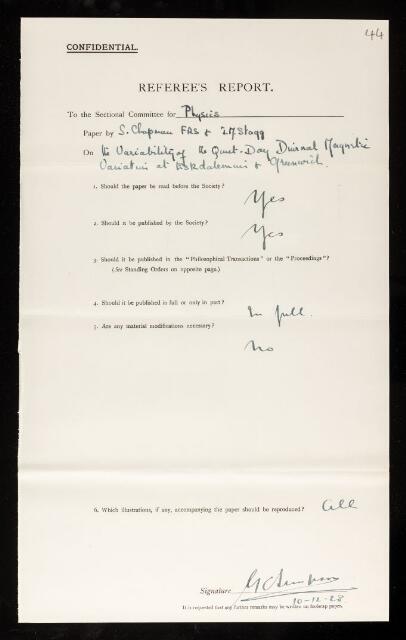 44
CONFIDENTIAL.
REFEREE'S REPORT.
To the Sectional Committee for Physics
Paper by S. Chapman FRS & J M Stagg
On the Variability of the Quiet-Day Diurnal Magnetic
Variation at Eskdalemuir & Greenwich.
1. Should the paper be read before the Society?
Yes
2. Should it be published by the Society?
Yes
3. Should it be published in the "Philosophical Transactions" or the "Proceedings"?
(See Standing Orders on opposite page.)
4. Should it be published in full or only in part?
In full.
5. Are any material modifications necessary?
No
6. Which illustrations, if any, accompanying the paper should be reproduced? All
Signature G C Simpson
10-12-28
It is requested that any further remarks may be written on foolscap paper.